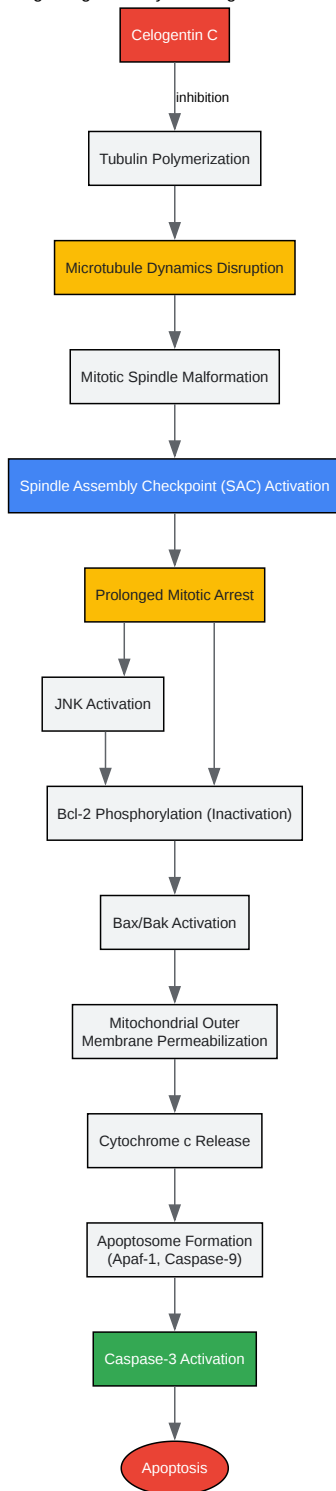 Celogentin C
inhibition
Tubulin Polymerization
Microtubule Dynamics Disruption
Mitotic Spindle Malformation
Spindle Assembly Checkpoint (SAC) Activation
Prolonged Mitotic Arrest
JNK Activation
Bcl-2 Phosphorylation (Inactivation)
Bax/Bak Activation
Mitochondrial Outer
Membrane Permeabilization
Cytochrome c Release
Apoptosome Formation
(Apaf-1, Caspase-9)
Caspase-3 Activation
Apoptosis